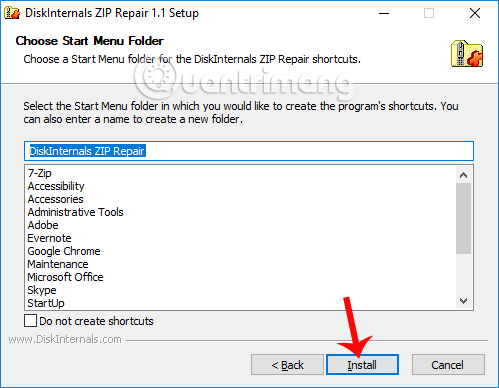 DiskInternals ZIP Repair 1.1 Setup
Choose Start Menu Folder
Choose a Start Menu folder for the DiskInternals ZIP Repair shortcuts.
Quantrimang
Select the Start Menu folder in which you would like to create the program's shortcuts. You
can also enter a name to create a new folder.
DiskInternals ZIP Repair
7-Zip
Accessibility
Accessories
Administrative Tools
Adobe
Evernote
Google Chrome
Maintenance
Microsoft Office
Skype
StartUp
Do not create shortcuts
www.DiskInternals.com
< Back
Install
Cancel